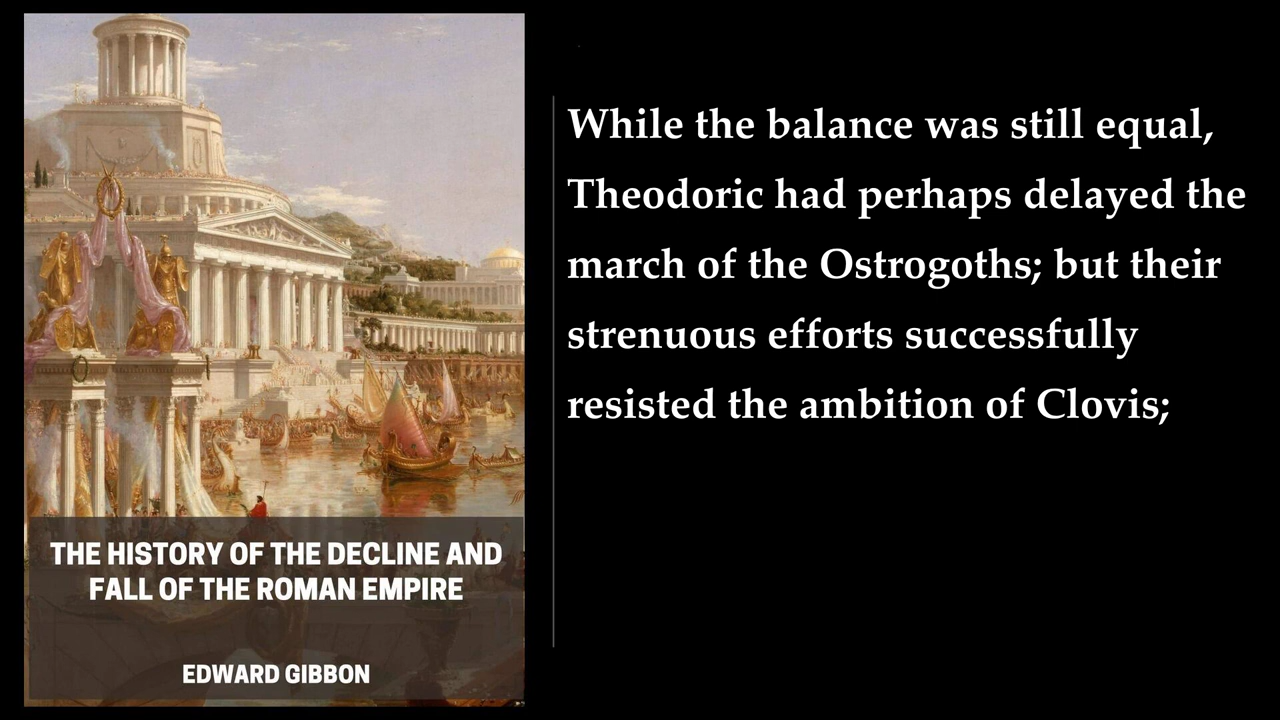 THE HISTORY OF THE DECLINE AND
FALL OF THE ROMAN EMPIRE
EDWARD GIBBON
While the balance was still equal,
Theodoric had perhaps delayed the
march of the Ostrogoths; but their
strenuous efforts successfully
resisted the ambition of Clovis;